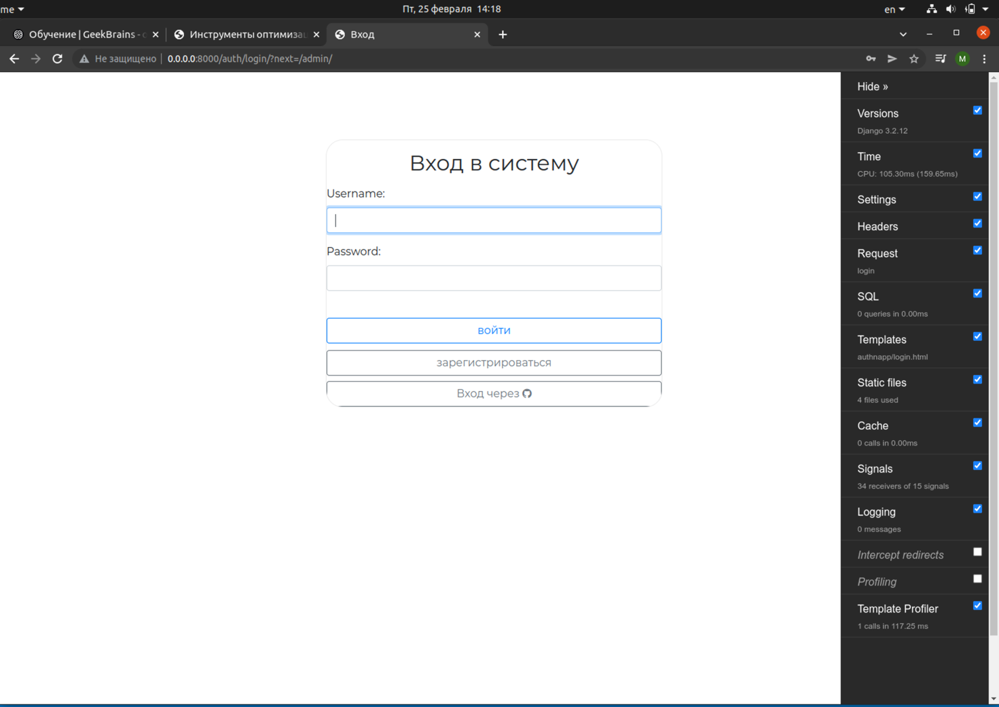 me
Пт, 25 февраля 14:18
en
Обучение | GeekBrains -
Инструменты оптимиза
Вход
Не защищено
0.0.0.0:8000/auth/login/?next=/admin/
M
Вход в систему
Username:
Password:
войти
зарегистрироваться
Вход через
Hide »
Versions
Django 3.2.12
Time
CPU: 105.30ms (159.65ms)
Settings
Headers
Request
login
SQL
0 queries in 0.00ms
Templates
authnapp/login.html
Static files
4 files used
Cache
0 calls in 0.00ms
Signals
34 receivers of 15 signals
Logging
0 messages
Intercept redirects
Profiling
Template Profiler
1 calls in 117.25 ms